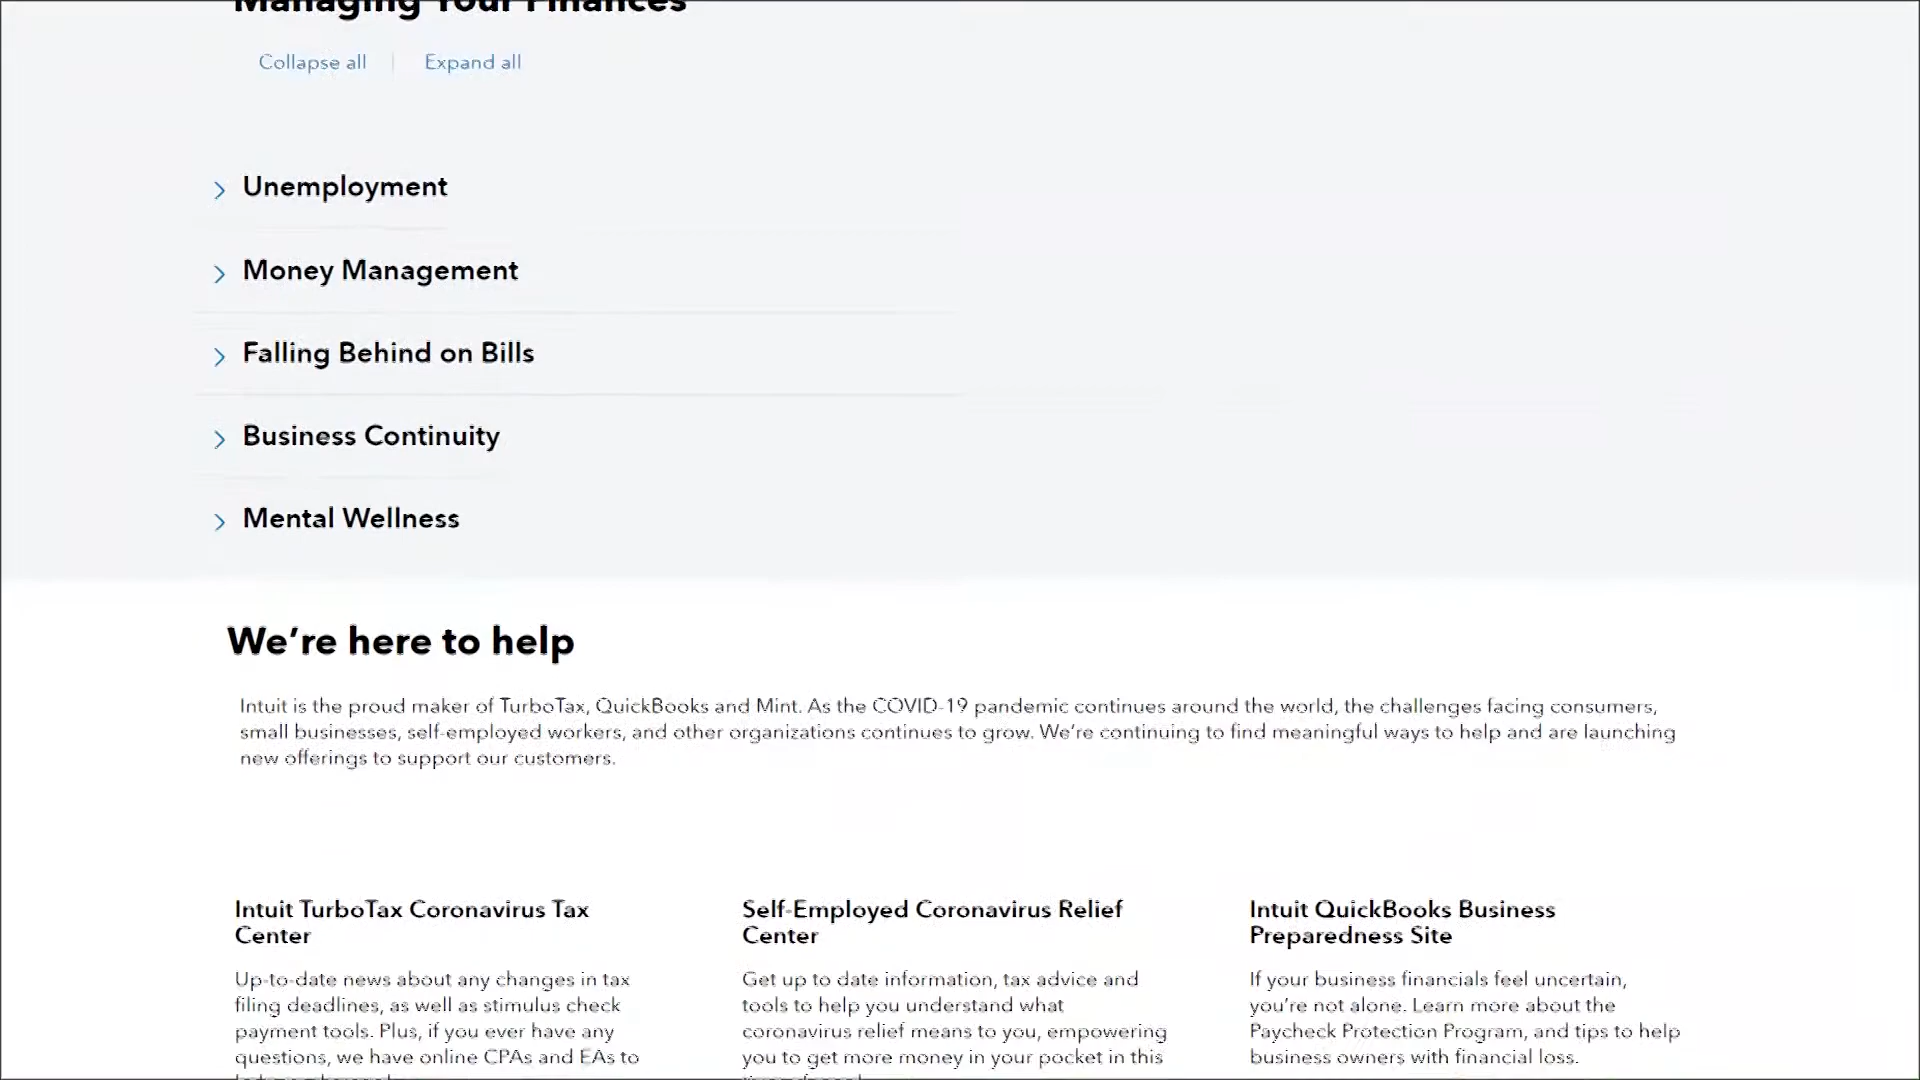 Managing Your Finances
Collapse all
Expand all
Unemployment
Money Management
Falling Behind on Bills
Business Continuity
Mental Wellness
We're here to help
Intuit is the proud maker of TurboTax, QuickBooks and Mint. As the COVID-19 pandemic continues around the world, the challenges facing consumers,
small businesses, self-employed workers, and other organizations continues to grow. We're continuing to find meaningful ways to help and are launching
new offerings to support our customers.
Intuit TurboTax Coronavirus Tax
Center
Up-to-date news about any changes in tax
filing deadlines, as well as stimulus check
payment tools. Plus, if you ever have any
questions, we have online CPAs and EAs to
Self-Employed Coronavirus Relief
Center
Get up to date information, tax advice and
tools to help you understand what
coronavirus relief means to you, empowering
you to get more money in your pocket in this
Intuit QuickBooks Business
Preparedness Site
If your business financials feel uncertain,
you're not alone. Learn more about the
Paycheck Protection Program, and tips to help
business owners with financial loss.